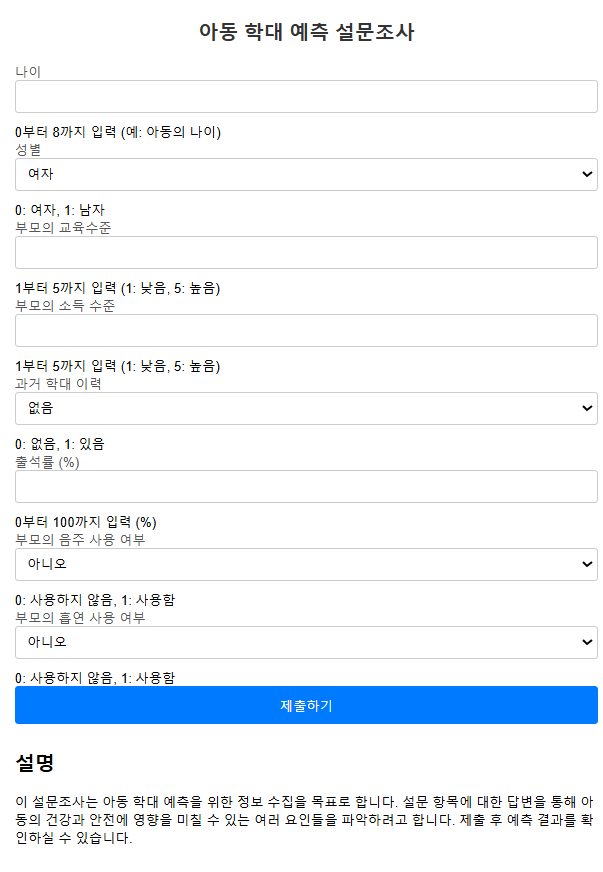 아동 학대 예측 설문조사
나이
0부터 8까지 입력 (예: 아동의 나이)
성별
여자
0: 여자, 1: 남자
부모의 교육수준
1부터 5까지 입력 (1: 낮음, 5: 높음)
부모의 소득 수준
1부터 5까지 입력 (1: 낮음, 5: 높음)
과거 학대 이력
없음
0: 없음, 1: 있음
출석률 (%)
0부터 100까지 입력 (%)
부모의 음주 사용 여부
아니오
0: 사용하지 않음, 1: 사용함
부모의 흡연 사용 여부
아니오
0: 사용하지 않음, 1: 사용함
제출하기
설명
이 설문조사는 아동 학대 예측을 위한 정보 수집을 목표로 합니다. 설문 항목에 대한 답변을 통해 아
동의 건강과 안전에 영향을 미칠 수 있는 여러 요인들을 파악하려고 합니다. 제출 후 예측 결과를 확
인하실 수 있습니다.